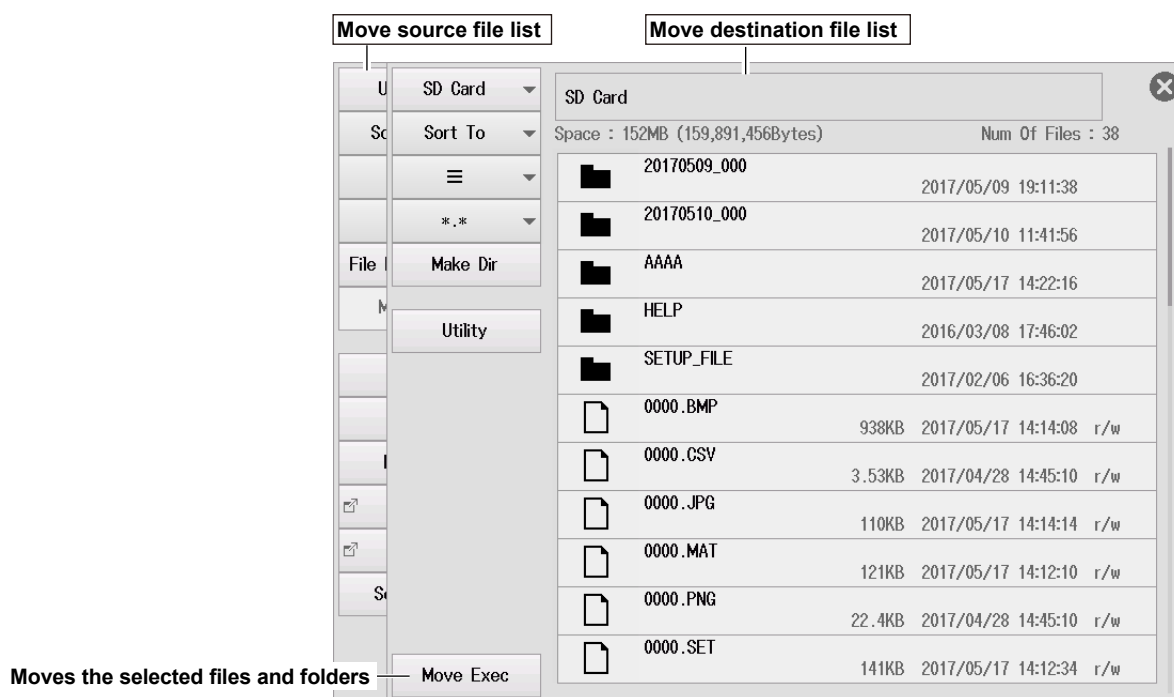 Move source file list
Move destination file list
U
SD Card
SD Card
Sc
Sort To
Space : 152MB (159,891,456Bytes)
Num Of Files : 38
20170509_000
2017/05/09 19:11:38
*.*
20170510_000
2017/05/10 11:41:56
File
Make Dir
AAAA
2017/05/17 14:22:16
M
Utility
HELP
2016/03/08 17:46:02
SETUP_FILE
2017/02/06 16:36:20
0000.BMP
938KB 2017/05/17 14:14:08 r/w
0000.CSV
3.53KB 2017/04/28 14:45:10 r/w
0000.JPG
110KB 2017/05/17 14:14:14 r/w
0000.MAT
121KB 2017/05/17 14:12:10 r/w
Se
0000.PNG
22.4KB 2017/04/28 14:45:10 r/w
0000.SET
141KB 2017/05/17 14:12:34 r/w
Moves the selected files and folders
Move Exec